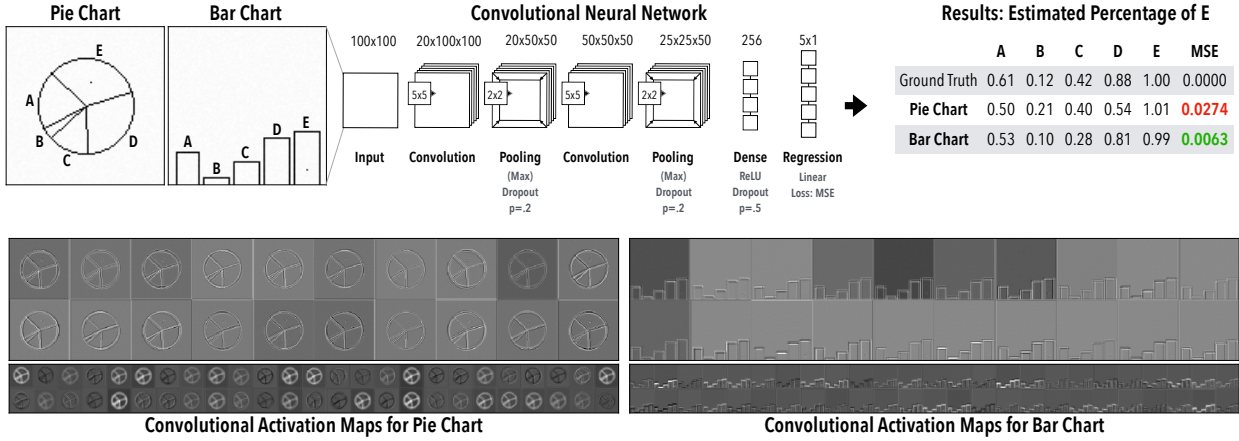 Pie Chart
Bar Chart
Convolutional Neural Network
Results: Estimated Percentage of E
E
A
B
C
D
A
B
C
D
E
100x100
20x100x100
20x50x50
50x50x50
25x25x50
256
5x1
5x5
2x2
5x5
2x2
Input
Convolution
Pooling
(Max)
Dropout
p=.2
Convolution
Pooling
(Max)
Dropout
p=.2
Dense
ReLU
Dropout
p=.5
Regression
Linear
Loss: MSE
A B C D E MSE
Ground Truth 0.61 0.12 0.42 0.88 1.00 0.0000
Pie Chart 0.50 0.21 0.40 0.54 1.01 0.0274
Bar Chart 0.53 0.10 0.28 0.81 0.99 0.0063
Convolutional Activation Maps for Pie Chart
Convolutional Activation Maps for Bar Chart